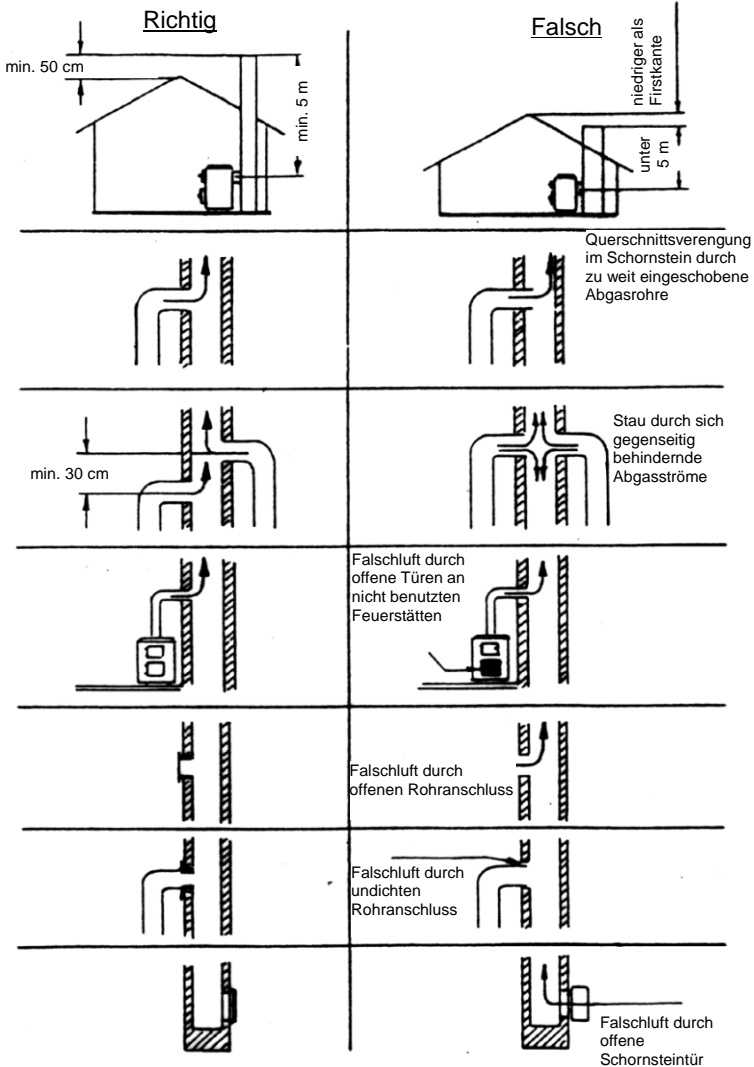 Richtig
Falsch
min. 50 cm
min. 5 m
niedriger als
Firstkante
unter
5 m
Querschnittsverengung
im Schornstein durch
zu weit eingeschobene
Abgasrohre
min. 30 cm
Stau durch sich
gegenseitig
behindernde
Abgasströme
Falschluft durch
offene Türen an
nicht benutzten
Feuerstätten
Falschluft durch
offenen Rohranschluss
Falschluft durch
undichten
Rohranschluss
Falschluft durch
offene
Schornsteintür